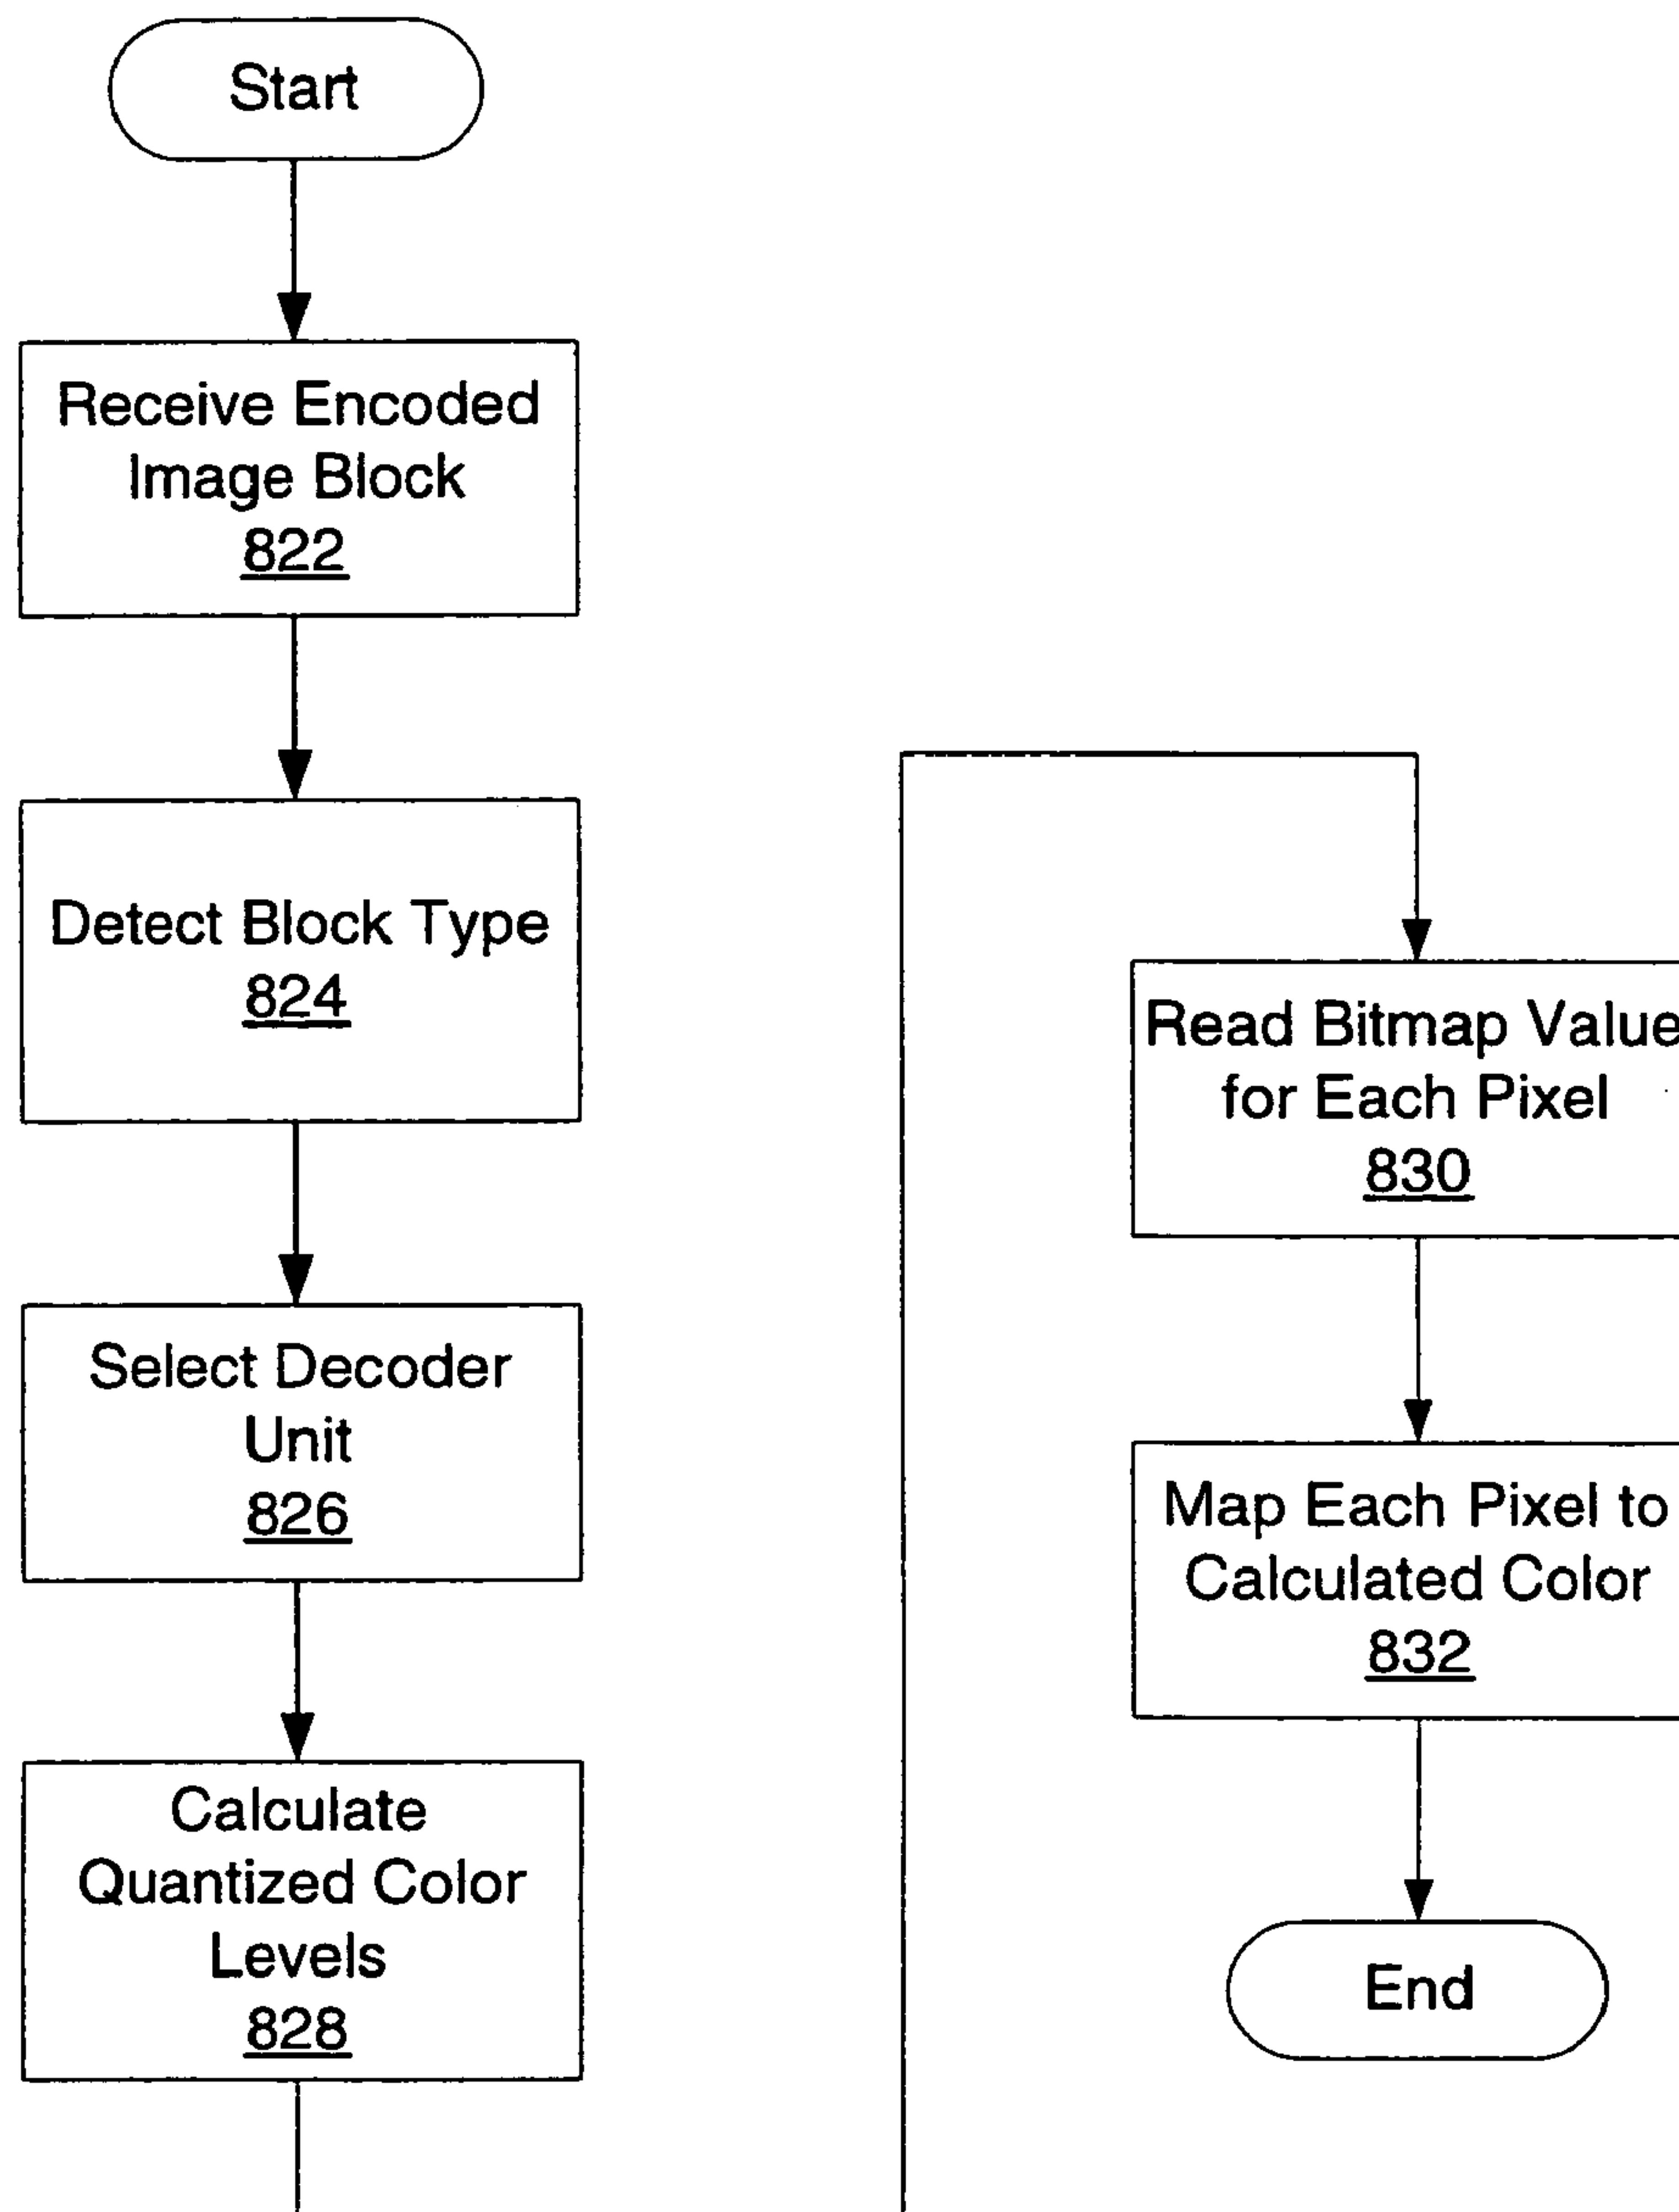 Start
Receive Encoded
Image Block
822
Detect Block Type
824
Select Decoder
Unit
826
Calculate
Quantized Color
Levels
828
Read Bitmap Value
for Each Pixel
830
Map Each Pixel to
Calculated Color
832
End